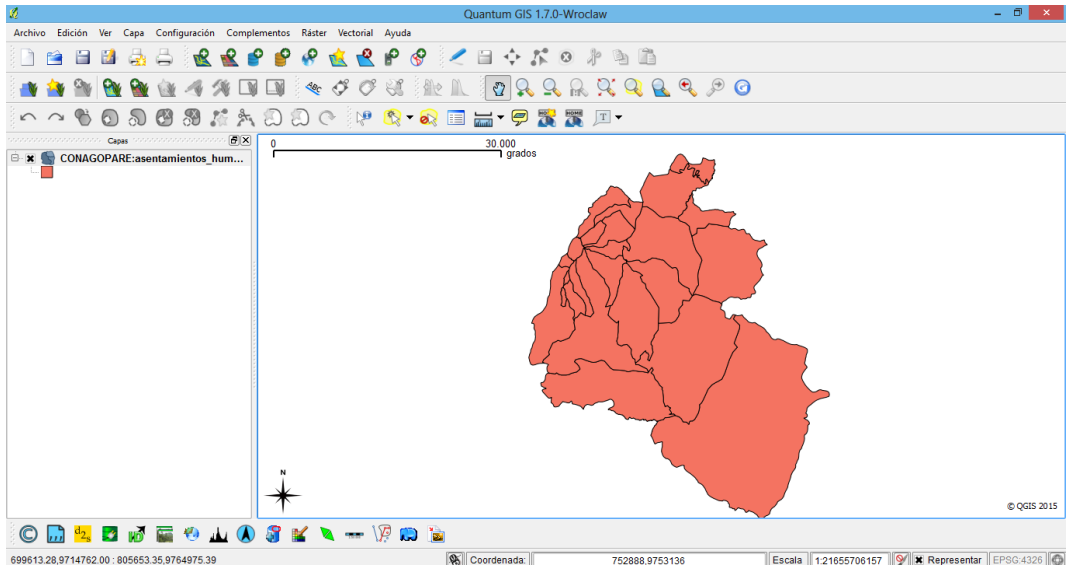 Quantum GIS 1.7.0-Wroclaw
Archivo Edición Ver Capa Configuración Complementos Ráster Vectorial Ayuda
ABC
T
Capas
CONAGOPARE:asentamientos_hum...
0 30.000
grados
N
© QGIS 2015
699613.28,9714762.00 : 805653.35,9764975.39 Coordenada: 752888,9753136 Escala 1:21655706157 Representar EPSG:4326